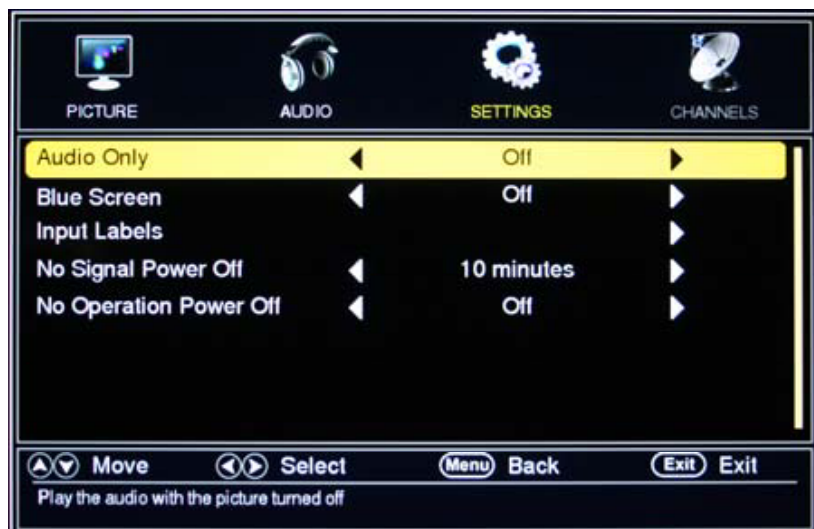 PICTURE AUDIO SETTINGS CHANNELS
Audio Only Off
Blue Screen Off
Input Labels
No Signal Power Off 10 minutes
No Operation Power Off Off
Move Select Menu Back Exit Exit
Play the audio with the picture turned off